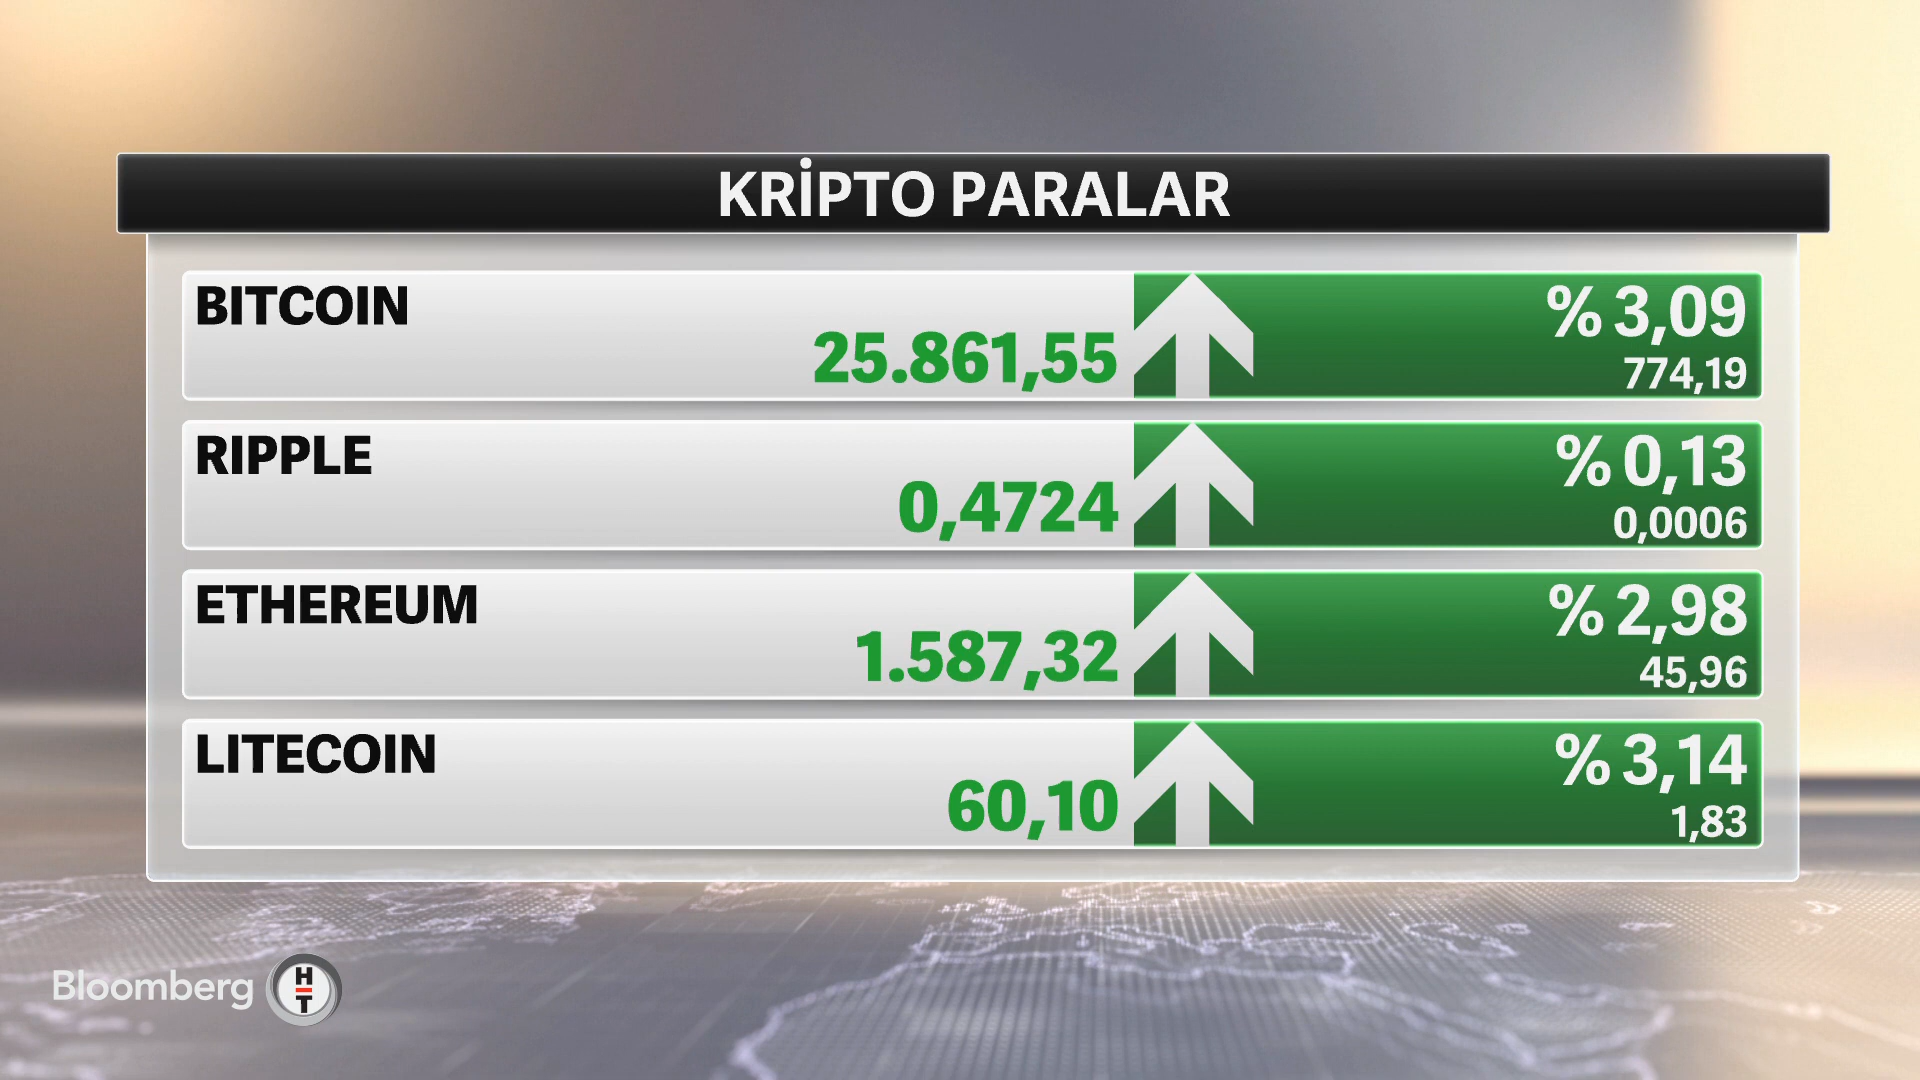 KRİPTO PARALAR
BITCOIN
25.861,55
% 3,09
774,19
RIPPLE
0,4724
% 0,13
0,0006
ETHEREUM
1.587,32
% 2,98
45,96
LITECOIN
60,10
% 3,14
1,83
Bloomberg HT